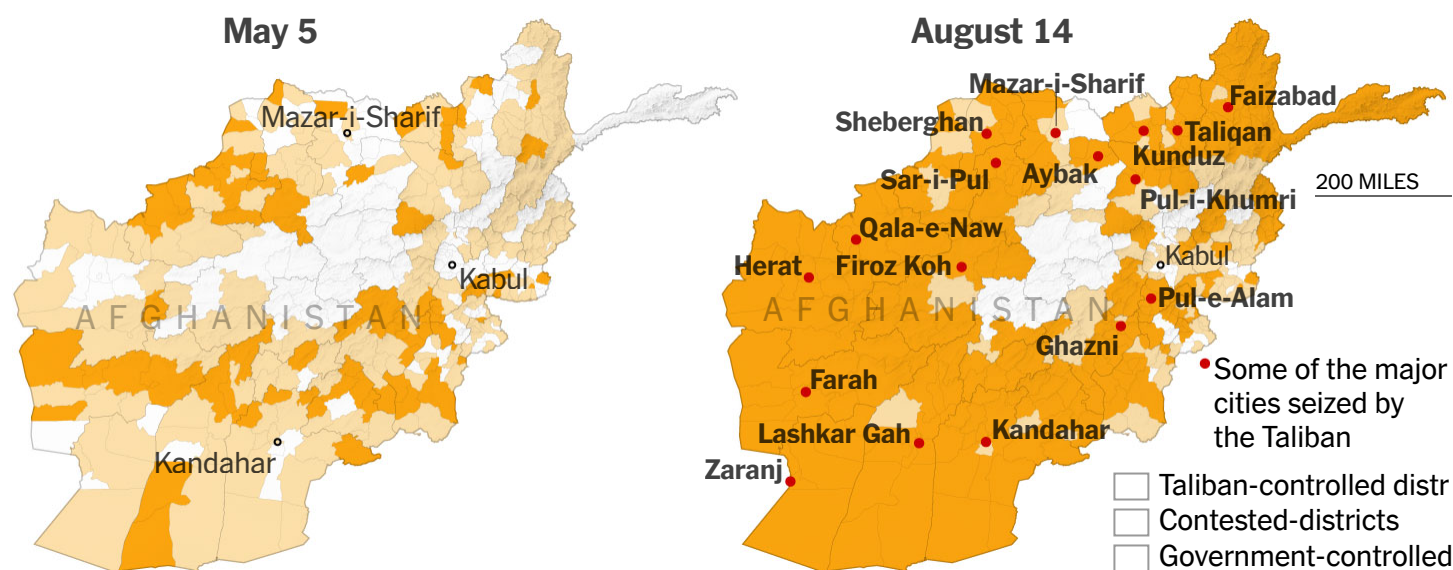 May 5
Mazar-i-Sharif
Kabul
AFGHANISTAN
Kandahar
August 14
Mazar-i-Sharif
Faizabad
Sheberghan
Taliqan
Kunduz
Aybak
Sar-i-Pul
200 MILES
Pul-i-Khumri
Qala-e-Naw
Kabul
Herat
Firoz Koh
AFGHANISTAN
Pul-e-Alam
Ghazni
Farah
Some of the major
cities seized by
the Taliban
Lashkar Gah
Kandahar
Zaranj
Taliban-controlled distr
Contested-districts
Government-controlled